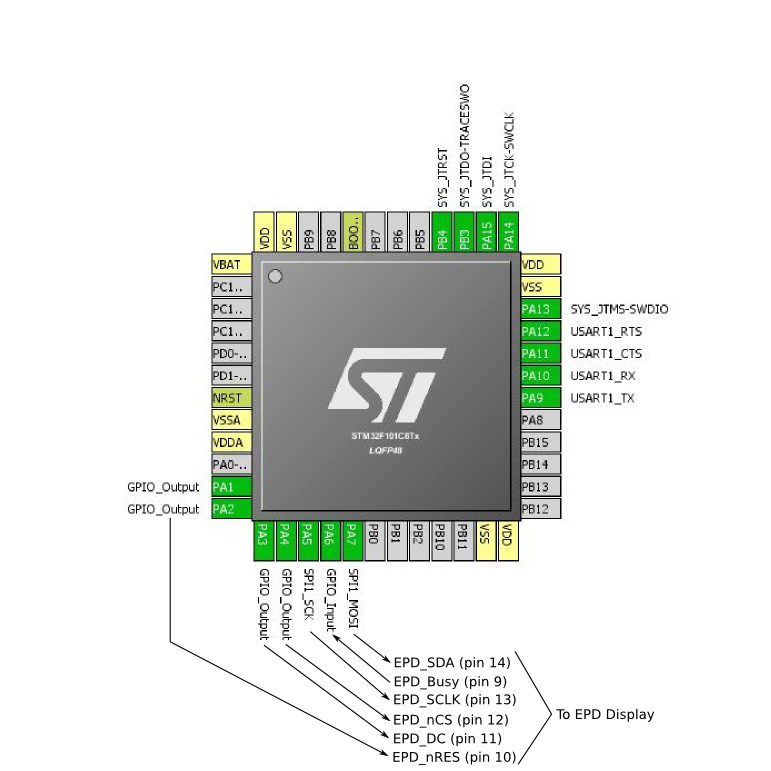 SYS_JTRST
SYS_JTDO-TRACESWO
SYS_JTDI
SYS_JTCK-SWCLK
VDD
VSS
PB9
PB8
BOO..
PB7
PB6
PB5
PB4
PB3
PA15
PA14
VBAT
PC1..
PC1..
PC1..
PD0-..
PD1-..
NRST
VSSA
VDDA
PA0-..
GPIO_Output PA1
GPIO_Output PA2
VDD
VSS
PA13 SYS_JTMS-SWDIO
PA12 USART1_RTS
PA11 USART1_CTS
PA10 USART1_RX
PA9 USART1_TX
PA8
PB15
PB14
PB13
PB12
ST
STM32F101C8Tx
LQFP48
PA3
PA4
PA5
PA6
PA7
PB0
PB1
PB2
PB10
PB11
VSS
VDD
GPIO_Output
GPIO_Output
SPI1_SCK
GPIO_Input
SPI1_MOSI
EPD_SDA (pin 14)
EPD_Busy (pin 9)
EPD_SCLK (pin 13)
EPD_nCS (pin 12)
EPD_DC (pin 11)
EPD_nRES (pin 10)
To EPD Display